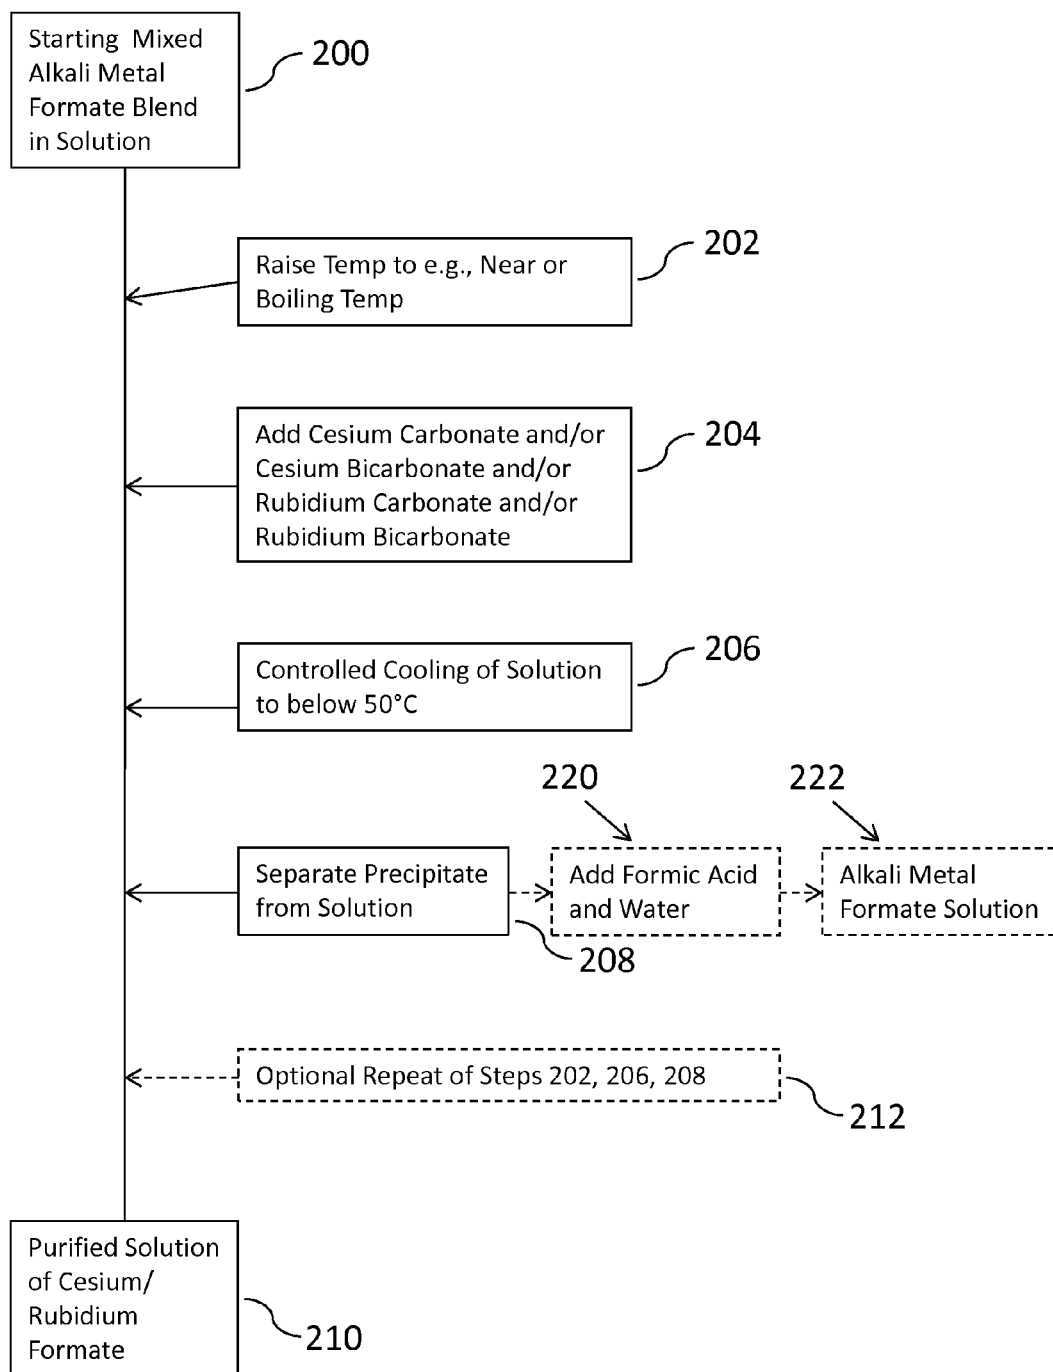 Starting Mixed
Alkali Metal
Formate Blend
in Solution
200
Raise Temp to e.g., Near or
Boiling Temp
202
Add Cesium Carbonate and/or
Cesium Bicarbonate and/or
Rubidium Carbonate and/or
Rubidium Bicarbonate
204
Controlled Cooling of Solution
to below 50°C
206
220
222
Separate Precipitate
from Solution
208
Add Formic Acid
and Water
Alkali Metal
Formate Solution
Optional Repeat of Steps 202, 206, 208
212
Purified Solution
of Cesium/
Rubidium
Formate
210